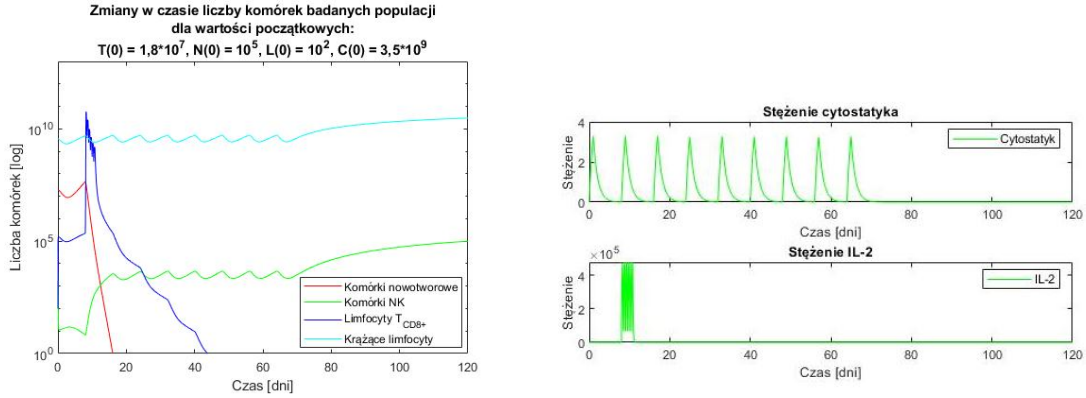 Zmiany w czasie liczby komórek badanych populacji
dla wartości początkowych:
T(0) = 1,8*10^7, N(0) = 10^5, L(0) = 10^2, C(0) = 3,5*10^9
Liczba komórek [log]
10^10
10^5
10^0
0 20 40 60 80 100 120
Czas [dni]
Komórki nowotworowe
Komórki NK
Limfocyty T_CD8+
Krążące limfocyty
Stężenie cytostatyka
Stężenie
4
2
0
Cytostatyk
0 20 40 60 80 100 120
Czas [dni]
Stężenie IL-2
× 10^5
Stężenie
4
2
0
IL-2
0 20 40 60 80 100 120
Czas [dni]